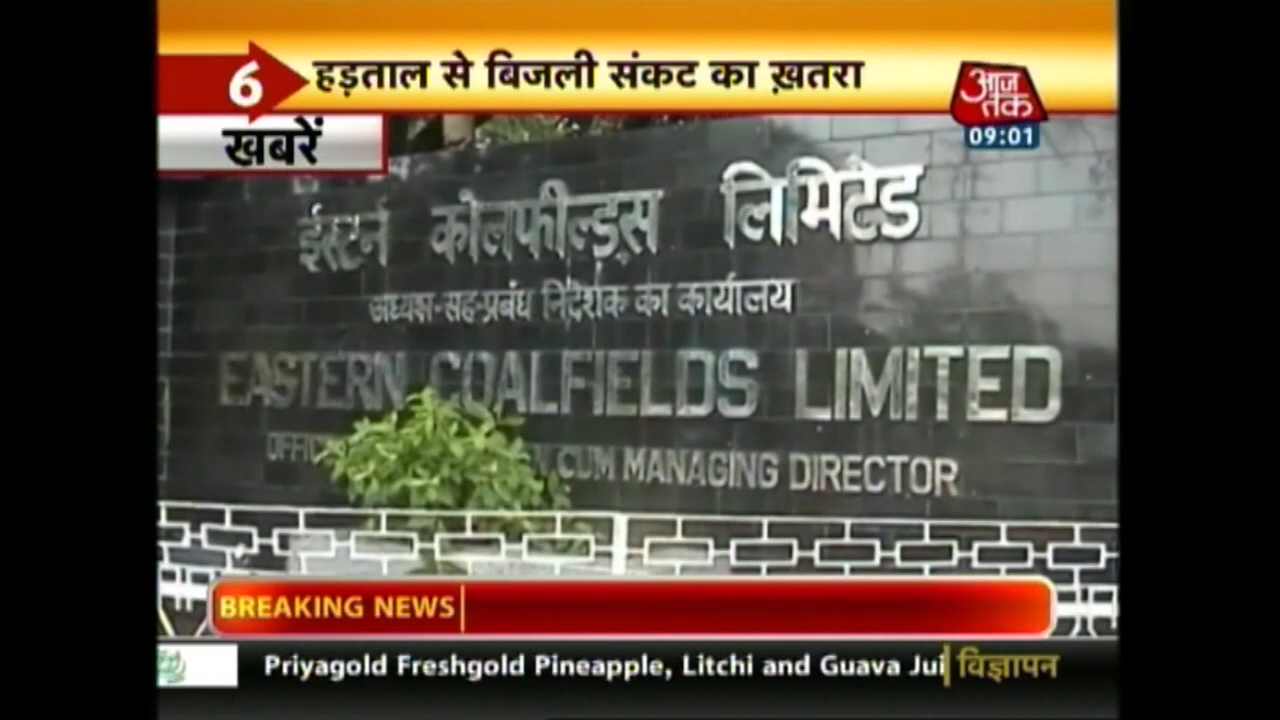 6
हड़ताल से बिजली संकट का ख़तरा
आज
तक
09:01
खबरें
ईस्टर्न कोलफील्ड्स लिमिटेड
अध्यक्ष-सह-प्रबंध निदेशक का कार्यालय
EASTERN COALFIELDS LIMITED
CUM MANAGING DIRECTOR
BREAKING NEWS
Priyagold Freshgold Pineapple, Litchi and Guava Jui
विज्ञापन